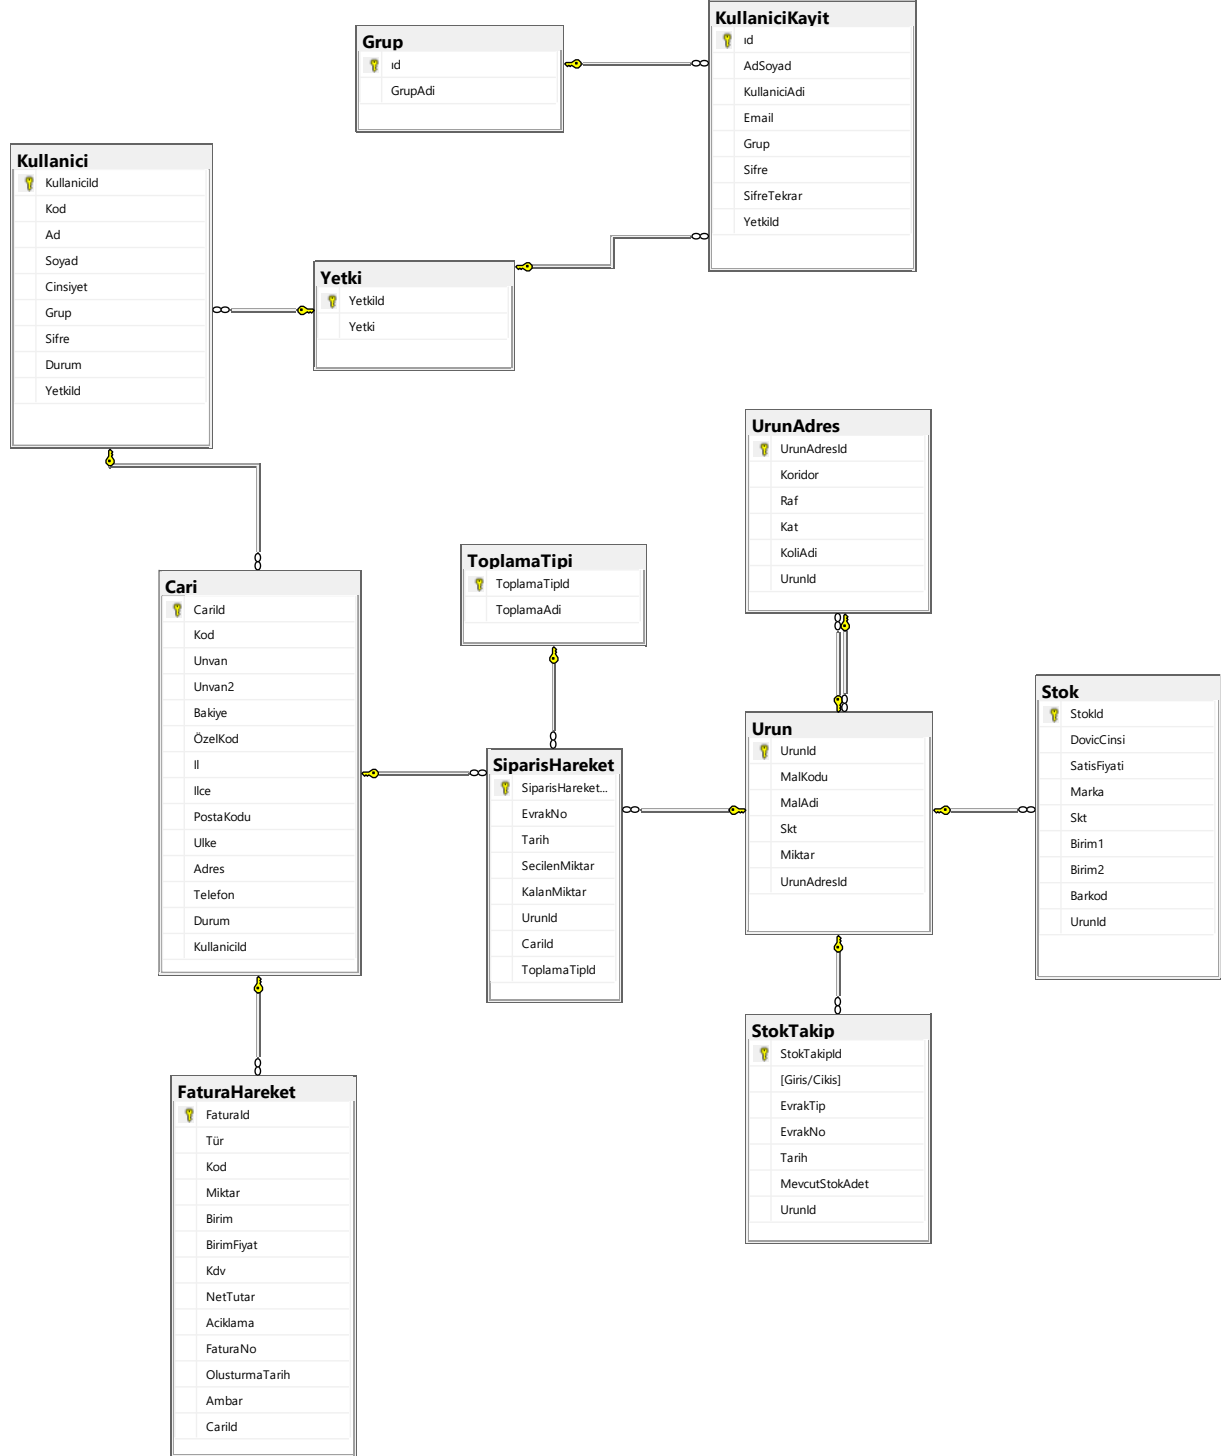 Grup
ıd
GrupAdi
KullaniciKayit
ıd
AdSoyad
KullaniciAdi
Email
Grup
Sifre
SifreTekrar
YetkiId
Kullanici
KullaniciId
Kod
Ad
Soyad
Cinsiyet
Grup
Sifre
Durum
YetkiId
Yetki
YetkiId
Yetki
UrunAdres
UrunAdresId
Koridor
Raf
Kat
KoliAdi
UrunId
ToplamaTipi
ToplamaTipId
ToplamaAdi
Cari
CariId
Kod
Unvan
Unvan2
Bakiye
ÖzelKod
Il
Ilce
PostaKodu
Ulke
Adres
Telefon
Durum
KullaniciId
SiparisHareket
SiparisHareket...
EvrakNo
Tarih
SecilenMiktar
KalanMiktar
UrunId
CariId
ToplamaTipId
Urun
UrunId
MalKodu
MalAdi
Skt
Miktar
UrunAdresId
Stok
StokId
DovicCinsi
SatisFiyati
Marka
Skt
Birim1
Birim2
Barkod
UrunId
StokTakip
StokTakipId
[Giris/Cikis]
EvrakTip
EvrakNo
Tarih
MevcutStokAdet
UrunId
FaturaHareket
FaturaId
Tür
Kod
Miktar
Birim
BirimFiyat
Kdv
NetTutar
Aciklama
FaturaNo
OlusturmaTarih
Ambar
CariId